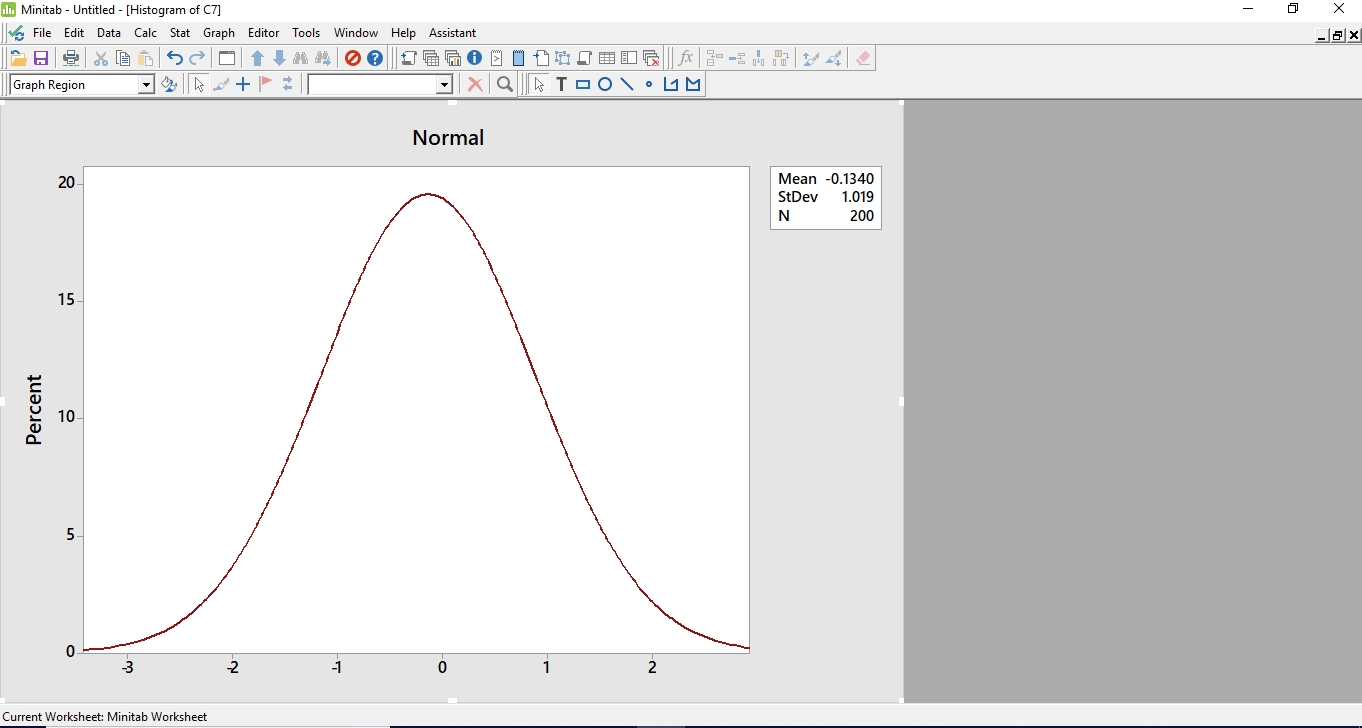 Minitab - Untitled - [Histogram of C7]
File Edit Data Calc Stat Graph Editor Tools Window Help Assistant
fx
Graph Region
T
Normal
20
15
10
5
0
Percent
-3 -2 -1 0 1 2
Mean -0.1340
StDev 1.019
N 200
Current Worksheet: Minitab Worksheet